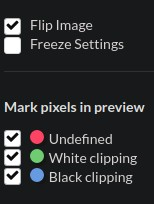 Flip Image
Freeze Settings
Mark pixels in preview
Undefined
White clipping
Black clipping